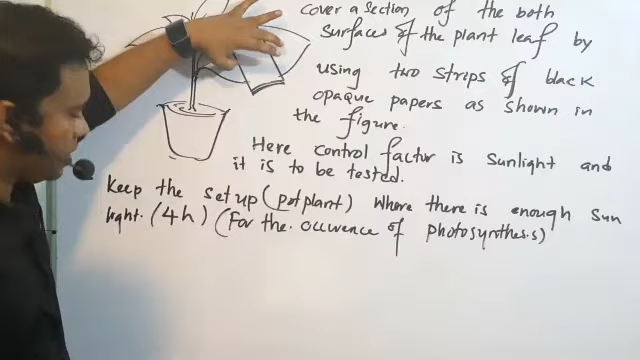 cover a section of the both
surfaces of the plant leaf by
using two strips of black
opaque papers as shown in
the figure.
Here control factor is sunlight and
it is to be tested.
Keep the set up (pot plant) where there is enough sun
light. (4h) (For the. occurence of photosynthesis)